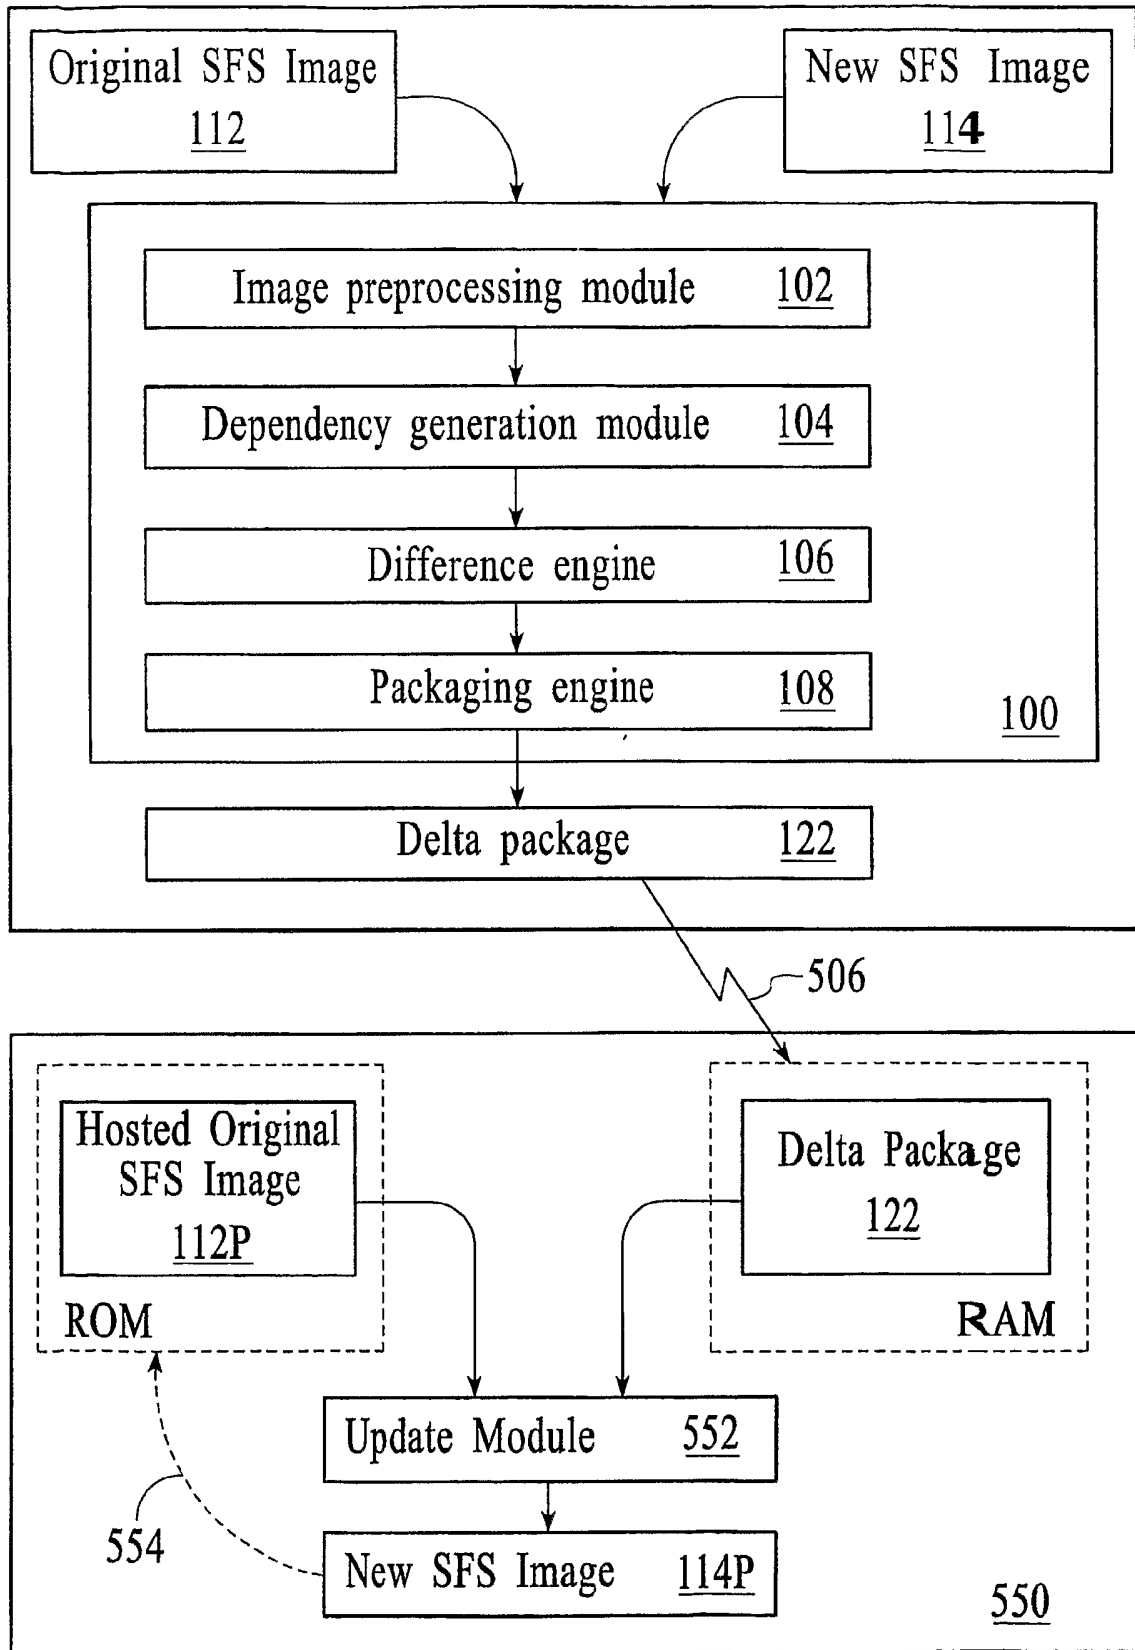 Original SFS Image
112
New SFS Image
114
Image preprocessing module 102
Dependency generation module 104
Difference engine 106
Packaging engine 108
100
Delta package 122
506
Hosted Original
SFS Image
112P
ROM
Delta Package
122
RAM
Update Module 552
554
New SFS Image 114P
550